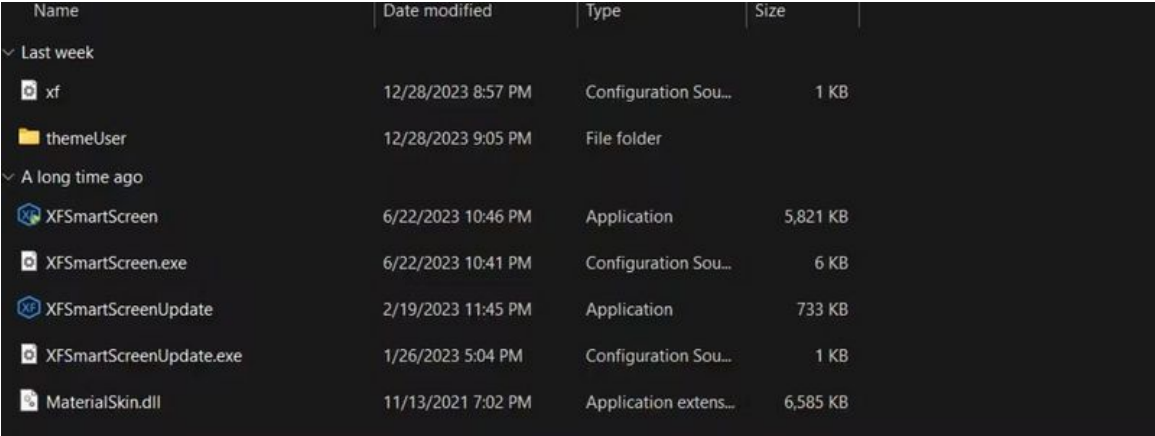 Name Date modified Type Size
Last week
xf 12/28/2023 8:57 PM Configuration Sou... 1 KB
themeUser 12/28/2023 9:05 PM File folder
A long time ago
XFSmartScreen 6/22/2023 10:46 PM Application 5,821 KB
XFSmartScreen.exe 6/22/2023 10:41 PM Configuration Sou... 6 KB
XFSmartScreenUpdate 2/19/2023 11:45 PM Application 733 KB
XFSmartScreenUpdate.exe 1/26/2023 5:04 PM Configuration Sou... 1 KB
MaterialSkin.dll 11/13/2021 7:02 PM Application extens... 6,585 KB